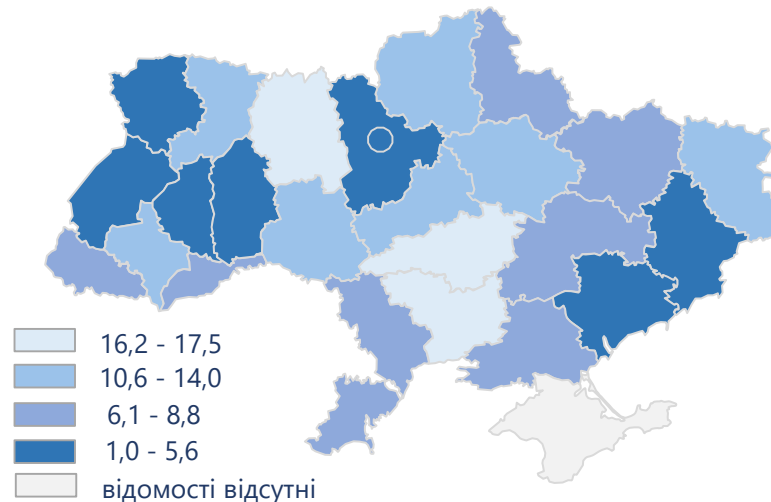 16,2 - 17,5
10,6 - 14,0
6,1 - 8,8
1,0 - 5,6
відомості відсутні